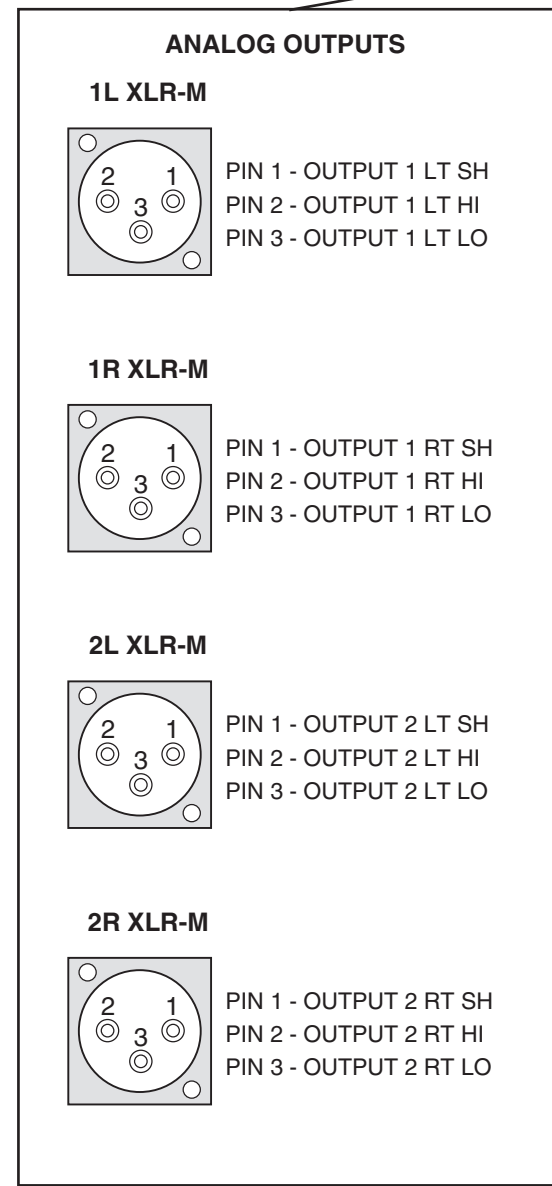 ANALOG OUTPUTS
1L XLR-M
2 1
3
PIN 1 - OUTPUT 1 LT SH
PIN 2 - OUTPUT 1 LT HI
PIN 3 - OUTPUT 1 LT LO
1R XLR-M
2 1
3
PIN 1 - OUTPUT 1 RT SH
PIN 2 - OUTPUT 1 RT HI
PIN 3 - OUTPUT 1 RT LO
2L XLR-M
2 1
3
PIN 1 - OUTPUT 2 LT SH
PIN 2 - OUTPUT 2 LT HI
PIN 3 - OUTPUT 2 LT LO
2R XLR-M
2 1
3
PIN 1 - OUTPUT 2 RT SH
PIN 2 - OUTPUT 2 RT HI
PIN 3 - OUTPUT 2 RT LO